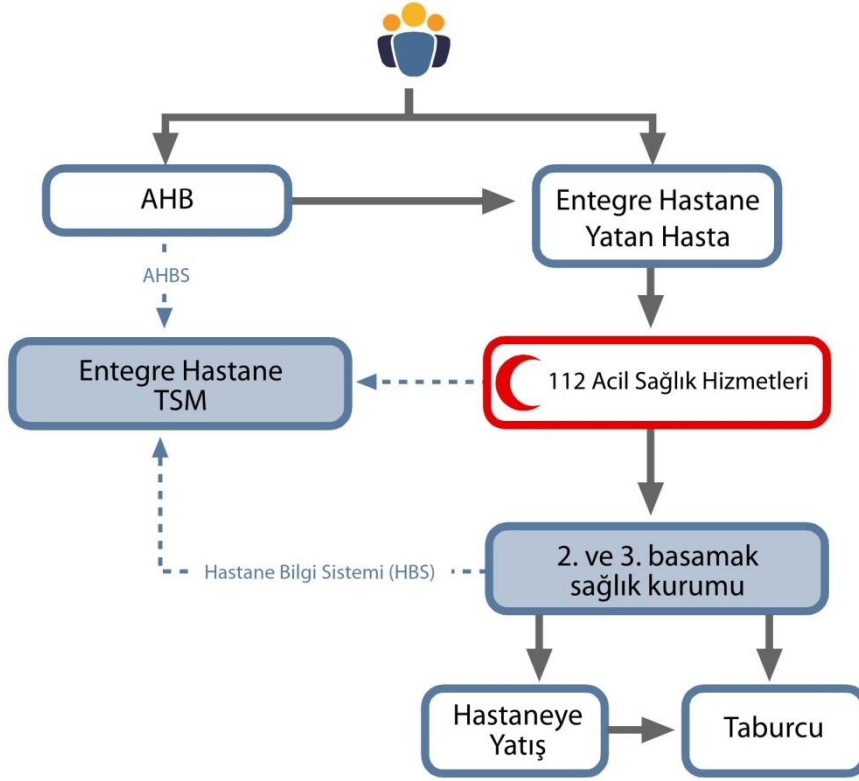 AHB
Entegre Hastane
Yatan Hasta
AHBS
Entegre Hastane
TSM
112 Acil Sağlık Hizmetleri
Hastane Bilgi Sistemi (HBS)
2. ve 3. basamak
sağlık kurumu
Hastaneye
Yatış
Taburcu